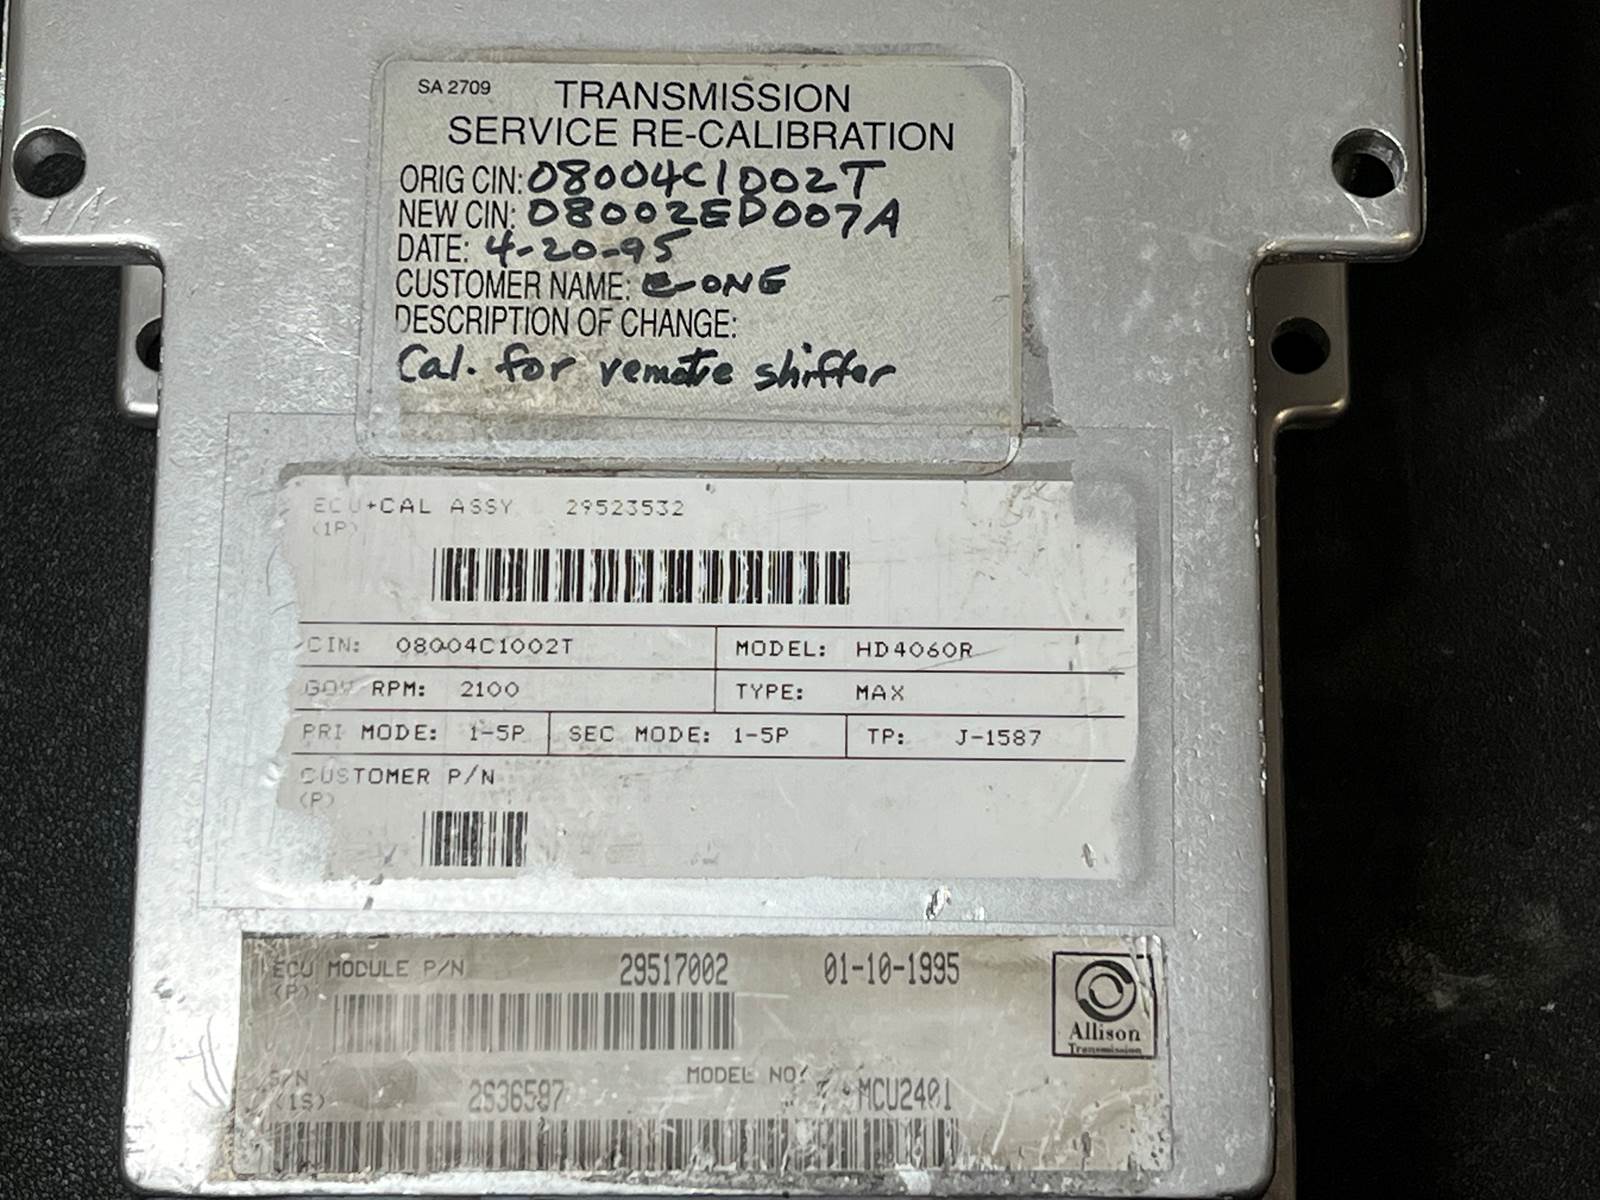 SA 2709 TRANSMISSION
SERVICE RE-CALIBRATION
ORIG CIN: 08004C1D02T
NEW CIN: 08002ED007A
DATE: 4-20-95
CUSTOMER NAME: e-ONE
DESCRIPTION OF CHANGE:
Cal. for remote shifter
ECU+CAL ASSY 29523532
(1P)
CIN: 08004C1002T MODEL: HD4060R
GOV RPM: 2100 TYPE: MAX
PRI MODE: 1-5P SEC MODE: 1-5P TP: J-1587
CUSTOMER P/N
(P)
ECU MODULE P/N 29517002 01-10-1995
(P)
Allison
Transmission
S/N MODEL NO:
(1S) 2636597 MCU2401